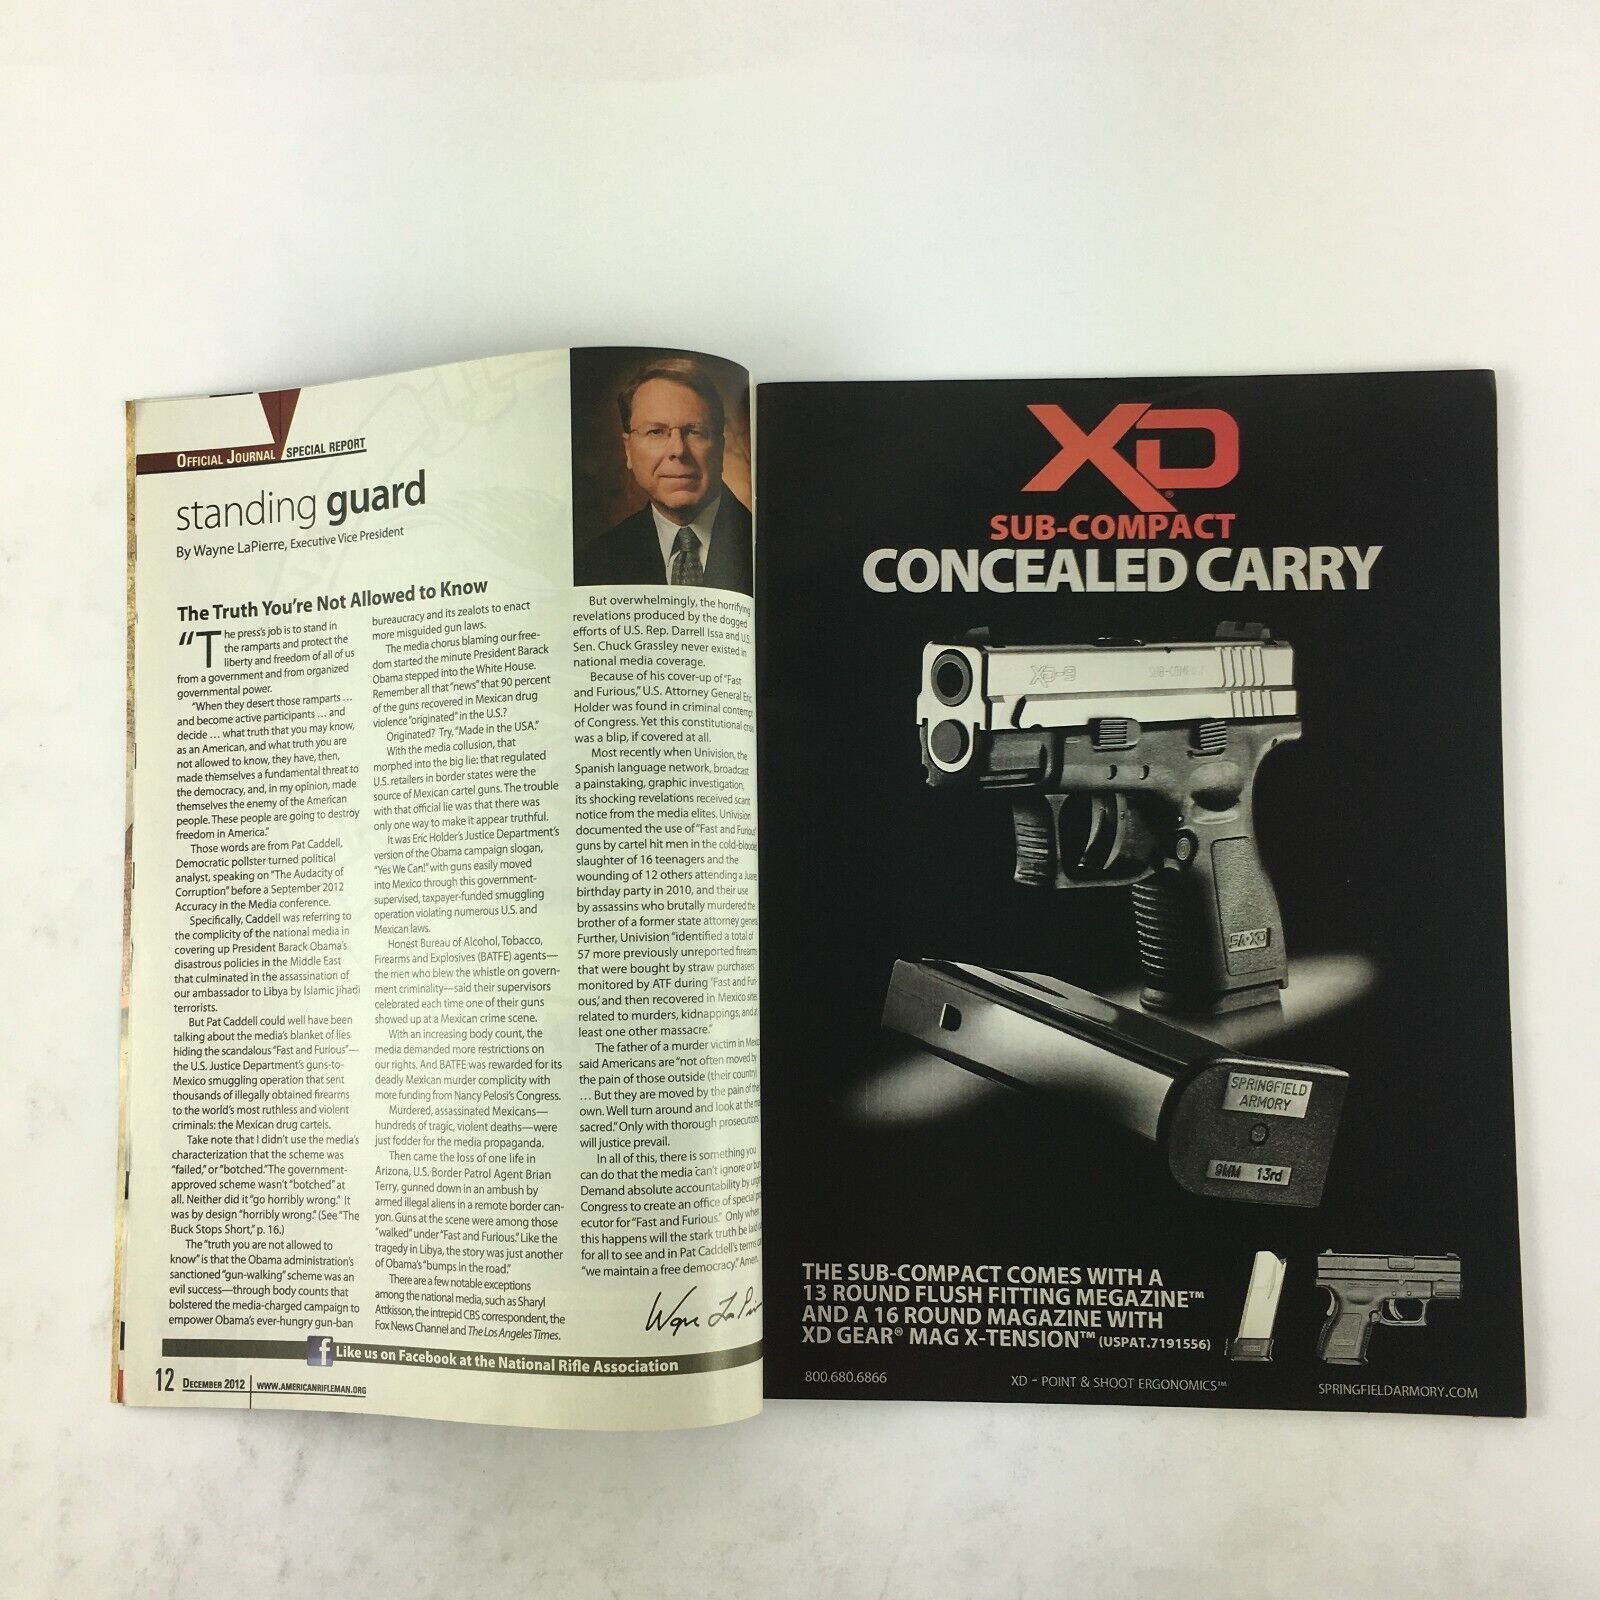 OFFICIAL JOURNAL SPECIAL REPORT
standing guard
By Wayne LaPierre, Executive Vice President
The Truth You're Not Allowed to Know
"The press's job is to stand in
the ramparts and protect the
liberty and freedom of all of us
from a government and from organized
governmental power.
"When they desert those ramparts ...
and become active participants ... and
decide ... what truth that you may know,
as an American, and what truth you are
not allowed to know, they have, then,
made themselves a fundamental threat to
the democracy, and, in my opinion, made
themselves the enemy of the American
people. These people are going to destroy
freedom in America."
Those words are from Pat Caddell,
Democratic pollster turned political
analyst, speaking on "The Audacity of
Corruption" before a September 2012
Accuracy in the Media conference.
Specifically, Caddell was referring to
the complicity of the national media in
covering up President Barack Obama's
disastrous policies in the Middle East
that culminated in the assassination of
our ambassador to Libya by Islamic jihadi
terrorists.
But Pat Caddell could well have been
talking about the media's blanket of lies
hiding the scandalous "Fast and Furious"—
the U.S. Justice Department's guns-to-
Mexico smuggling operation that sent
thousands of illegally obtained firearms
to the world's most ruthless and violent
criminals: the Mexican drug cartels.
Take note that I didn't use the media's
characterization that the scheme was
"failed," or "botched." The government-
approved scheme wasn't "botched" at
all. Neither did it "go horribly wrong." It
was by design "horribly wrong." (See "The
Buck Stops Short," p. 16.)
The "truth you are not allowed to
know" is that the Obama administration's
sanctioned "gun-walking" scheme was an
evil success—through body counts that
bolstered the media-charged campaign to
empower Obama's ever-hungry gun-ban
bureaucracy and its zealots to enact
more misguided gun laws.
The media chorus blaming our free-
dom started the minute President Barack
Obama stepped into the White House.
Remember all that "news" that 90 percent
of the guns recovered in Mexican drug
violence "originated" in the U.S.?
Originated? Try, "Made in the USA."
With the media collusion, that
morphed into the big lie: that regulated
U.S. retailers in border states were the
source of Mexican cartel guns. The trouble
with that official lie was that there was
only one way to make it appear truthful.
It was Eric Holder's Justice Department's
version of the Obama campaign slogan,
"Yes We Can!" with guns easily moved
into Mexico through this government-
supervised, taxpayer-funded smuggling
operation violating numerous U.S. and
Mexican laws.
Honest Bureau of Alcohol, Tobacco,
Firearms and Explosives (BATFE) agents—
the men who blew the whistle on govern-
ment criminality—said their supervisors
celebrated each time one of their guns
showed up at a Mexican crime scene.
With an increasing body count, the
media demanded more restrictions on
our rights. And BATFE was rewarded for its
deadly Mexican murder complicity with
more funding from Nancy Pelosi's Congress.
Murdered, assassinated Mexicans—
hundreds of tragic, violent deaths—were
just fodder for the media propaganda.
Then came the loss of one life in
Arizona, U.S. Border Patrol Agent Brian
Terry, gunned down in an ambush by
armed illegal aliens in a remote border can-
yon. Guns at the scene were among those
"walked" under "Fast and Furious." Like the
tragedy in Libya, the story was just another
of Obama's "bumps in the road."
There are a few notable exceptions
among the national media, such as Sharyl
Attkisson, the intrepid CBS correspondent, the
Fox News Channel and The Los Angeles Times.
But overwhelmingly, the horrifying
revelations produced by the dogged
efforts of U.S. Rep. Darrell Issa and U.S.
Sen. Chuck Grassley never existed in
national media coverage.
Because of his cover-up of "Fast
and Furious," U.S. Attorney General Eric
Holder was found in criminal contempt
of Congress. Yet this constitutional crisis
was a blip, if covered at all.
Most recently when Univision, the
Spanish language network, broadcast
a painstaking, graphic investigation,
its shocking revelations received scant
notice from the media elites. Univision
documented the use of "Fast and Furious"
guns by cartel hit men in the cold-blooded
slaughter of 16 teenagers and the
wounding of 12 others attending a Juarez
birthday party in 2010, and their use
by assassins who brutally murdered the
brother of a former state attorney general.
Further, Univision "identified a total of
57 more previously unreported firearms
that were bought by straw purchasers
monitored by ATF during 'Fast and Fur-
ious,' and then recovered in Mexico sites
related to murders, kidnappings, and at
least one other massacre."
The father of a murder victim in Mexico
said Americans are "not often moved by
the pain of those outside (their country)
... But they are moved by the pain of their
own. Well turn around and look at the
sacred." Only with thorough prosecutions
will justice prevail.
In all of this, there is something you
can do that the media can't ignore or
Demand absolute accountability by
Congress to create an office of special
ecutor for "Fast and Furious." Only when
this happens will the stark truth be laid
for all to see and in Pat Caddell's terms
"we maintain a free democracy." Amen.
Wayne LaPierre
f Like us on Facebook at the National Rifle Association
12 DECEMBER 2012 WWW.AMERICANRIFLEMAN.ORG
XD®
SUB-COMPACT
CONCEALED CARRY
XD-9 SUB-COMPACT
SA-XD
SPRINGFIELD
ARMORY
9MM 13rd
THE SUB-COMPACT COMES WITH A
13 ROUND FLUSH FITTING MEGAZINE™
AND A 16 ROUND MAGAZINE WITH
XD GEAR® MAG X-TENSION™ (USPAT.7191556)
800.680.6866 XD - POINT & SHOOT ERGONOMICS™ SPRINGFIELDARMORY.COM